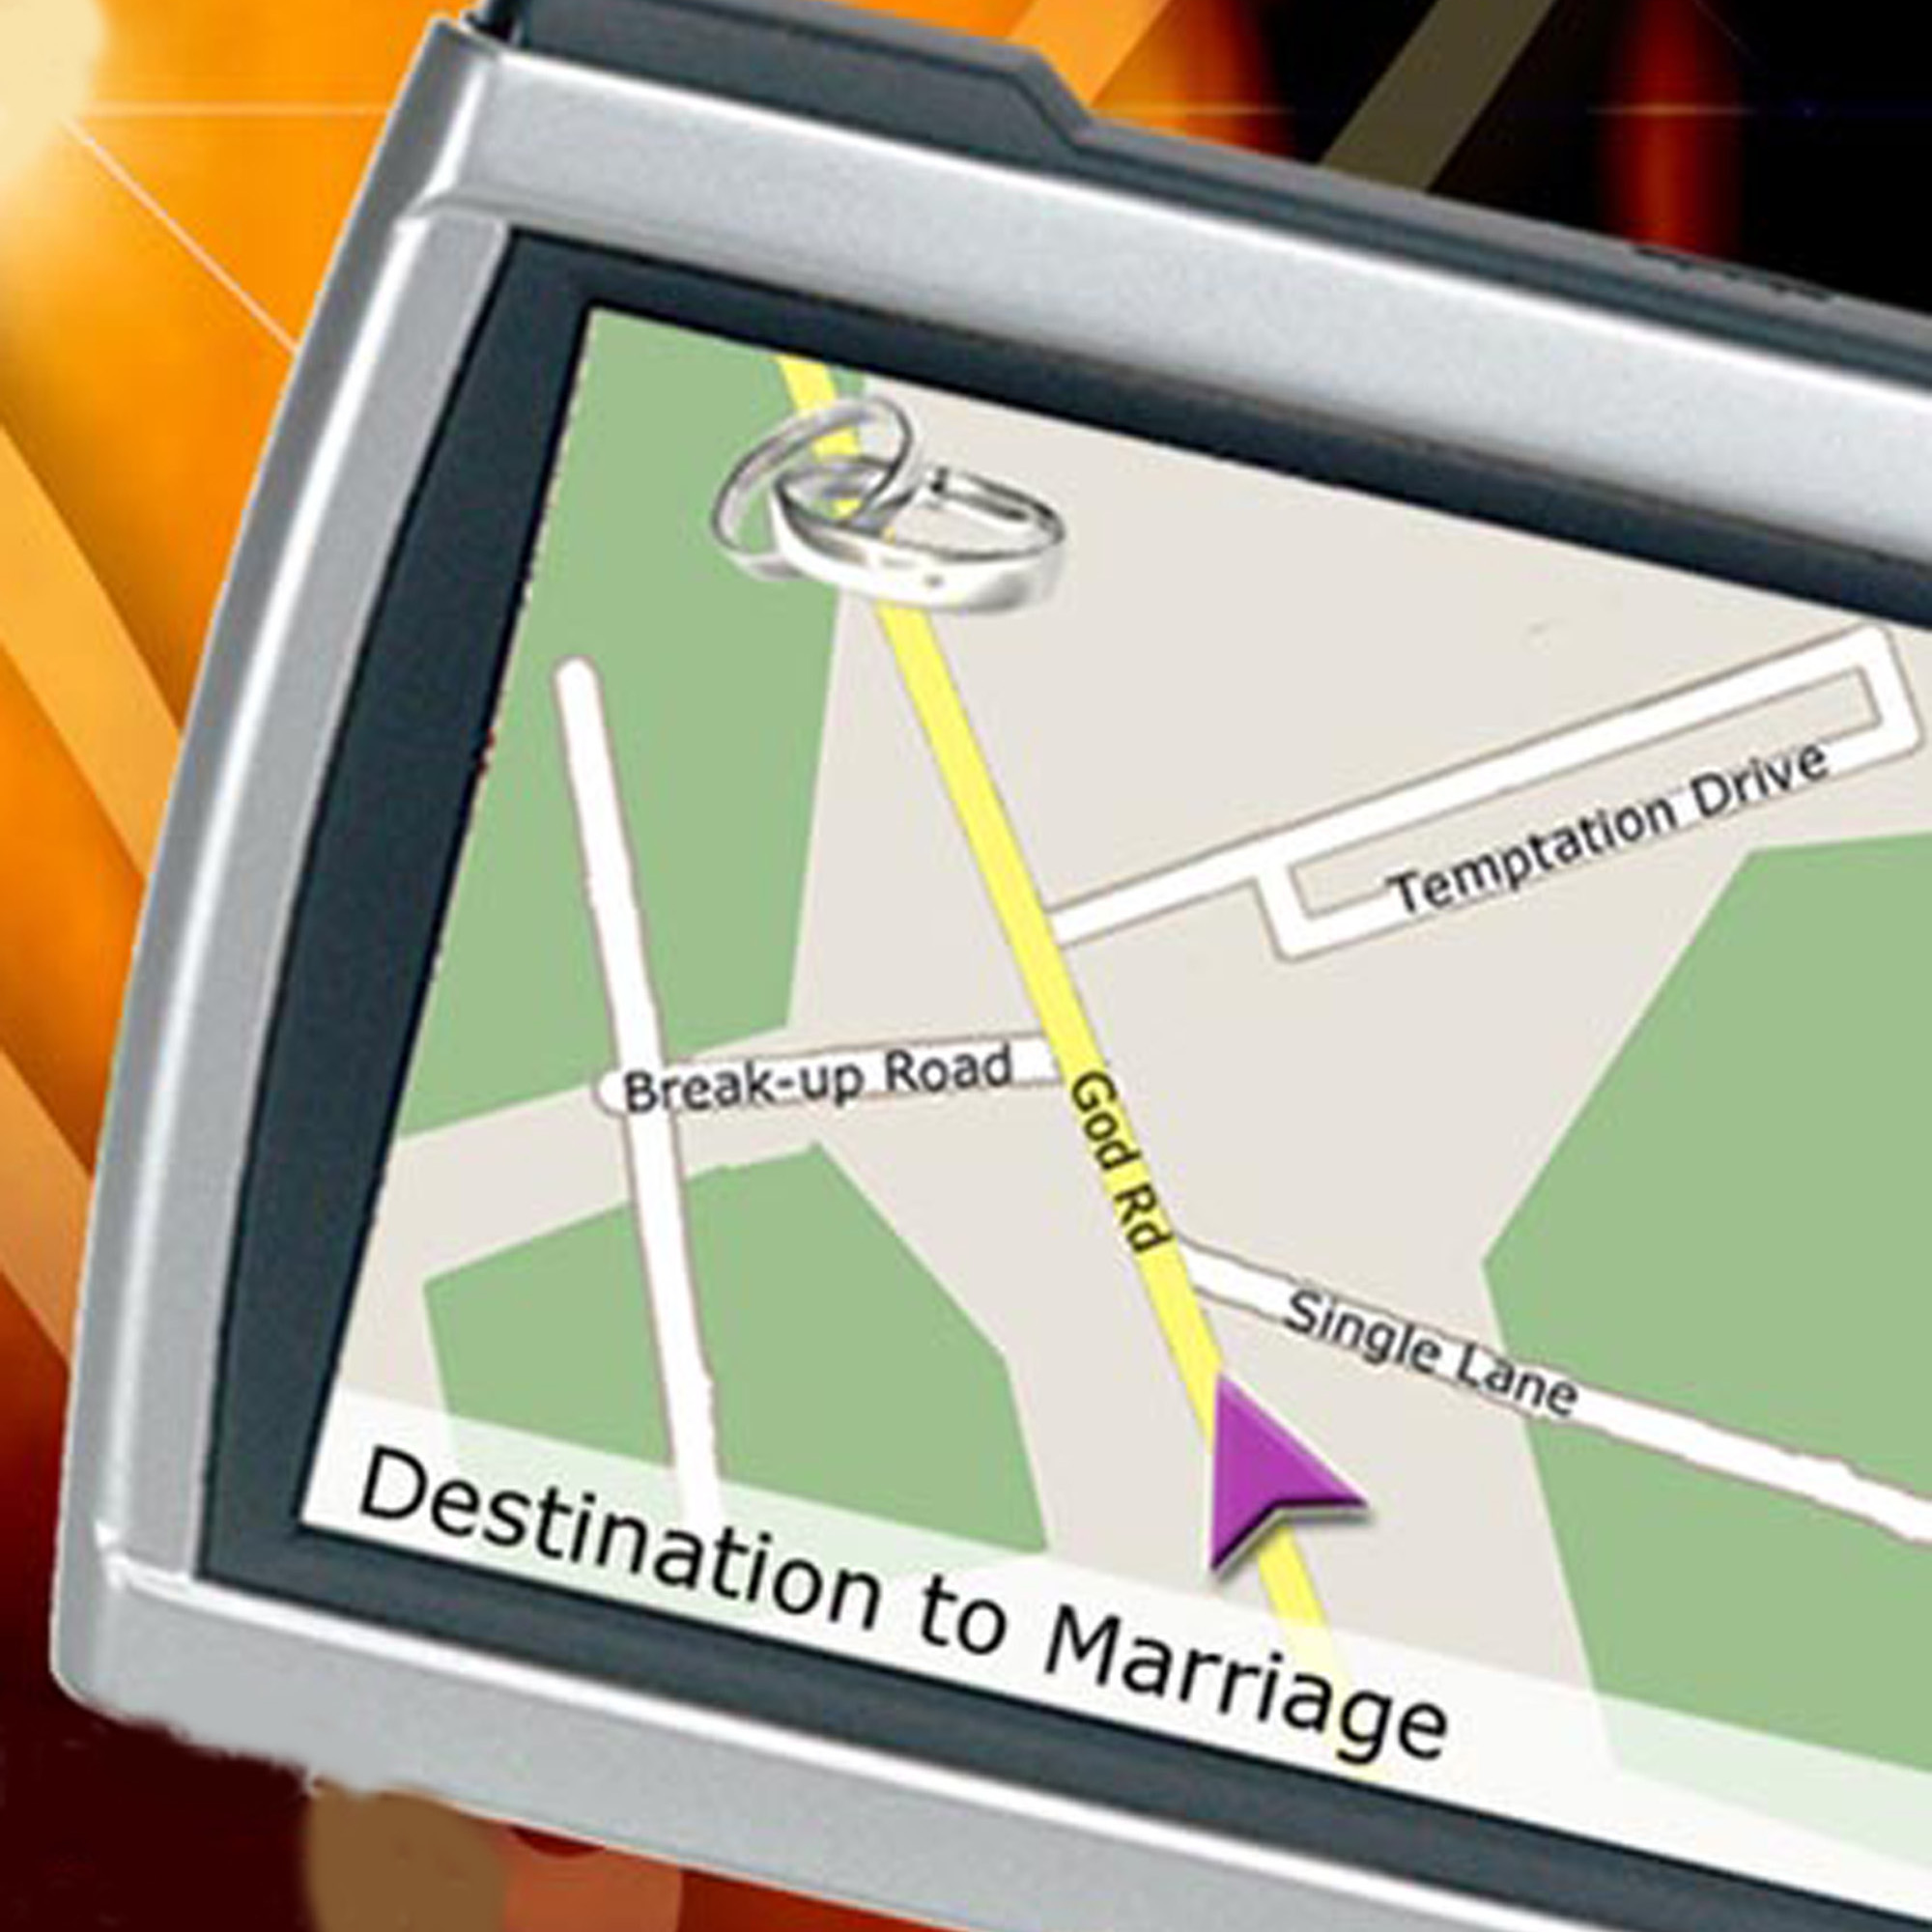 Temptation Drive
Break-up Road
God Rd
Single Lane
Destination to Marriage